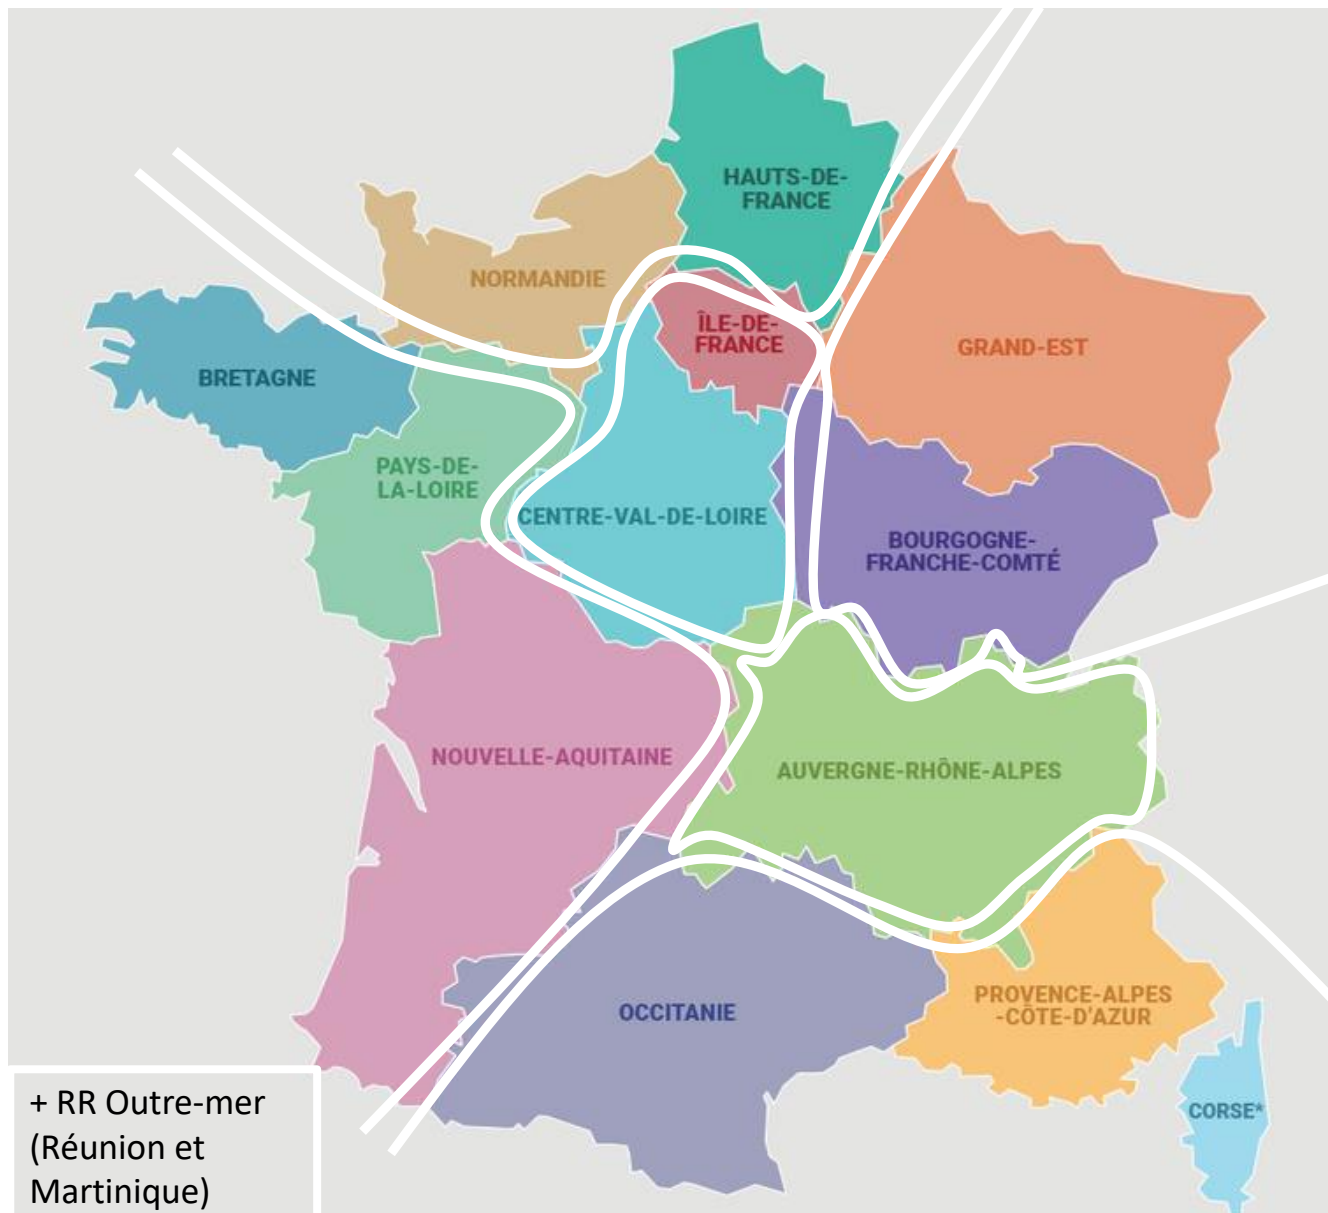 HAUTS-DE-
FRANCE
NORMANDIE
ÎLE-DE-
FRANCE
GRAND-EST
BRETAGNE
PAYS-DE-
LA-LOIRE
CENTRE-VAL-DE-LOIRE
BOURGOGNE-
FRANCHE-COMTÉ
NOUVELLE-AQUITAINE
AUVERGNE-RHÔNE-ALPES
OCCITANIE
PROVENCE-ALPES
-CÔTE-D'AZUR
CORSE*
+ RR Outre-mer
(Réunion et
Martinique)